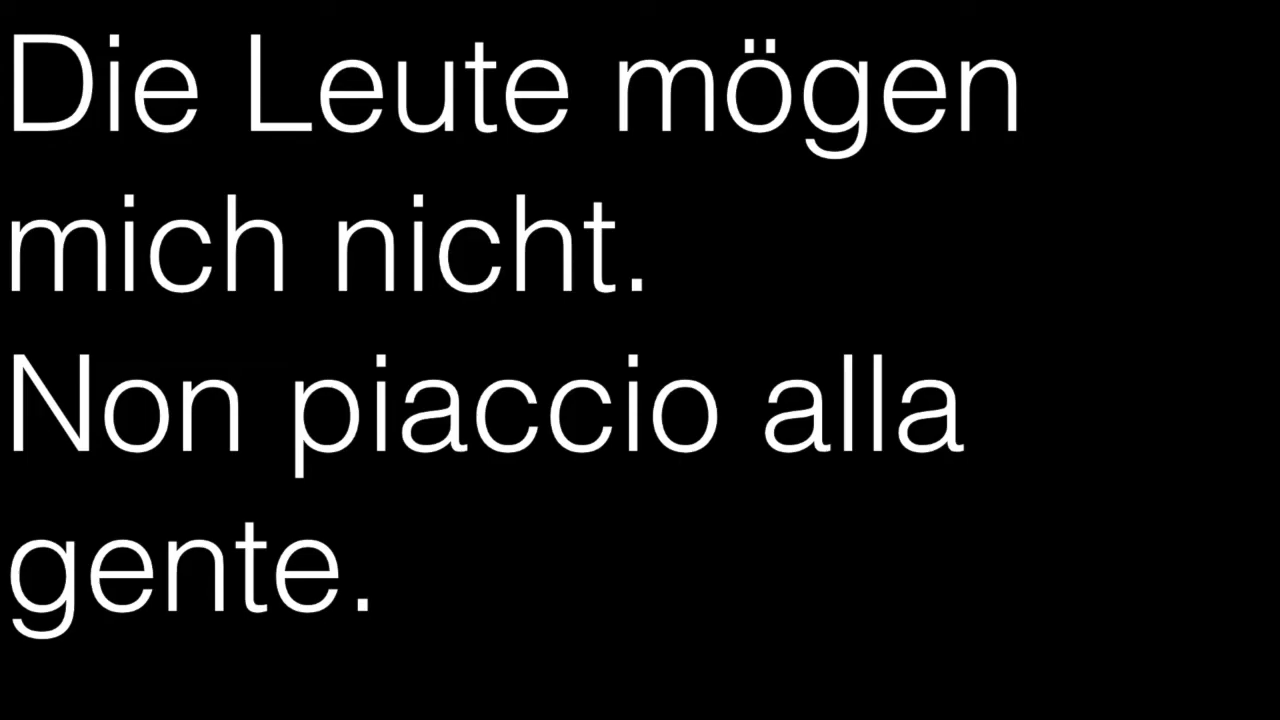 Die Leute mögen
mich nicht.
Non piaccio alla
gente.